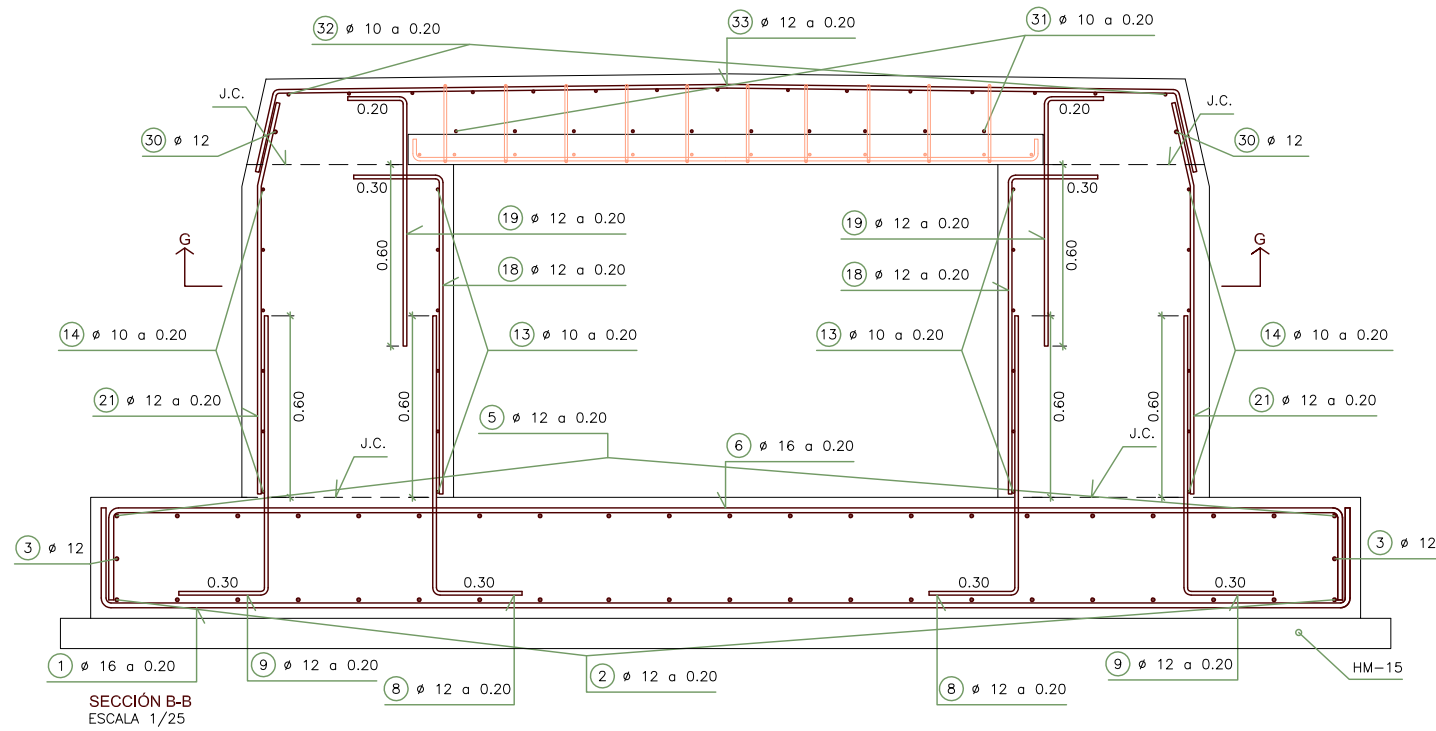 32 ø 10 a 0.20
33 ø 12 a 0.20
31 ø 10 a 0.20
J.C.
J.C.
0.20
0.20
30 ø 12
30 ø 12
0.30
0.30
19 ø 12 a 0.20
19 ø 12 a 0.20
G
G
0.60
0.60
18 ø 12 a 0.20
18 ø 12 a 0.20
14 ø 10 a 0.20
13 ø 10 a 0.20
13 ø 10 a 0.20
14 ø 10 a 0.20
21 ø 12 a 0.20
0.60
0.60
0.60
0.60
21 ø 12 a 0.20
5 ø 12 a 0.20
J.C.
6 ø 16 a 0.20
J.C.
3 ø 12
3 ø 12
0.30
0.30
0.30
0.30
1 ø 16 a 0.20
9 ø 12 a 0.20
8 ø 12 a 0.20
2 ø 12 a 0.20
8 ø 12 a 0.20
9 ø 12 a 0.20
HM-15
SECCIÓN B-B
ESCALA 1/25